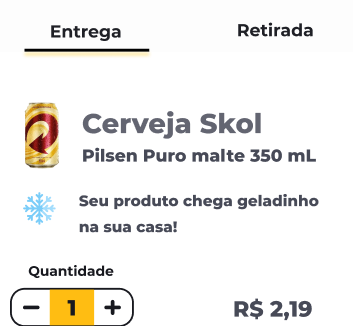 Entrega
Retirada
Cerveja Skol
Pilsen Puro malte 350 mL
Seu produto chega geladinho
na sua casa!
Quantidade
− 1 +
R$ 2,19